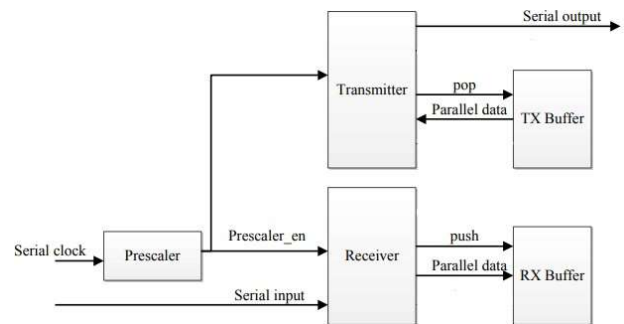 Serial output
Transmitter
pop
Parallel data
TX Buffer
Serial clock
Prescaler
Prescaler_en
Receiver
push
Parallel data
RX Buffer
Serial input